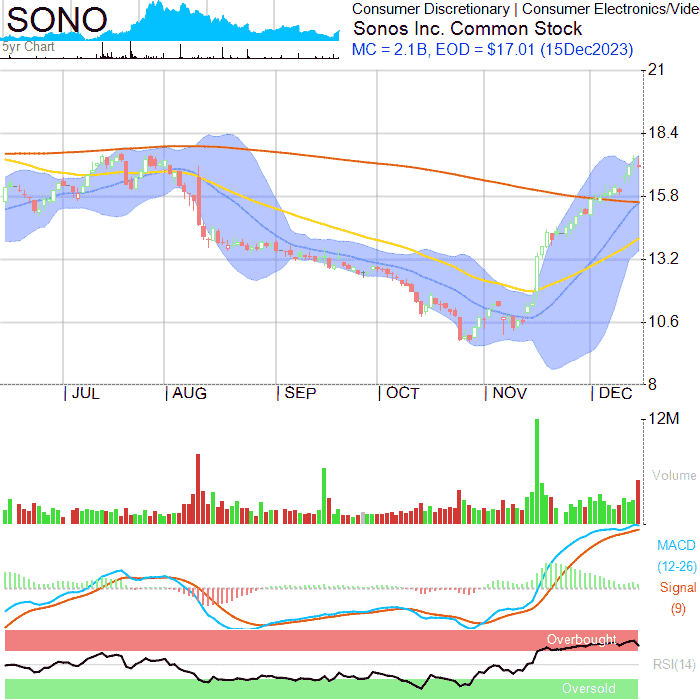 SONO
5yr Chart
Consumer Discretionary | Consumer Electronics/Vide
Sonos Inc. Common Stock
MC = 2.1B, EOD = $17.01 (15Dec2023)
21
18.4
15.8
13.2
10.6
8
| JUL | AUG | SEP | OCT | NOV | DEC
12M
Volume
MACD
(12-26)
Signal
(9)
Overbought
RSI(14)
Oversold